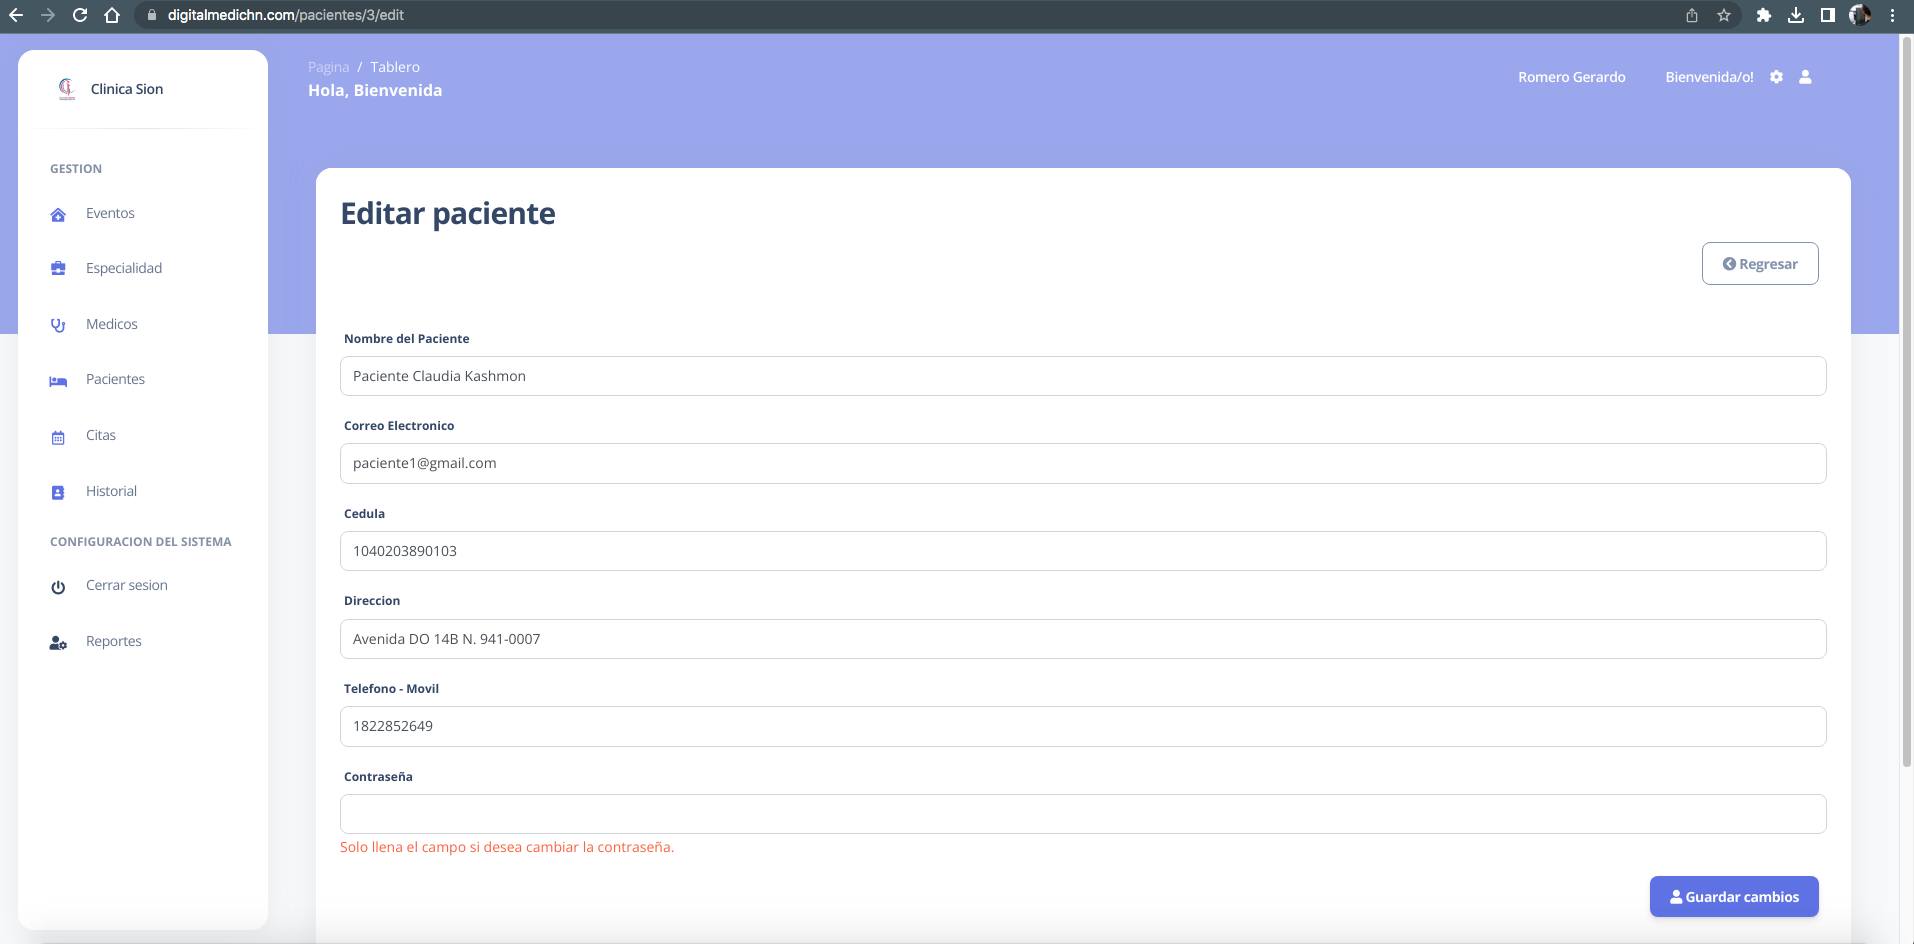 digitalmedichn.com/pacientes/3/edit
Clinica Sion
GESTION
Eventos
Especialidad
Medicos
Pacientes
Citas
Historial
CONFIGURACION DEL SISTEMA
Cerrar sesion
Reportes
Pagina / Tablero
Hola, Bienvenida
Romero Gerardo Bienvenida/o!
Editar paciente
Regresar
Nombre del Paciente
Paciente Claudia Kashmon
Correo Electronico
paciente1@gmail.com
Cedula
1040203890103
Direccion
Avenida DO 14B N. 941-0007
Telefono - Movil
1822852649
Contraseña
Solo llena el campo si desea cambiar la contraseña.
Guardar cambios